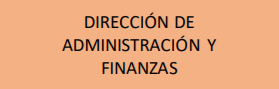 DIRECCIÓN DE
ADMINISTRACIÓN Y
FINANZAS